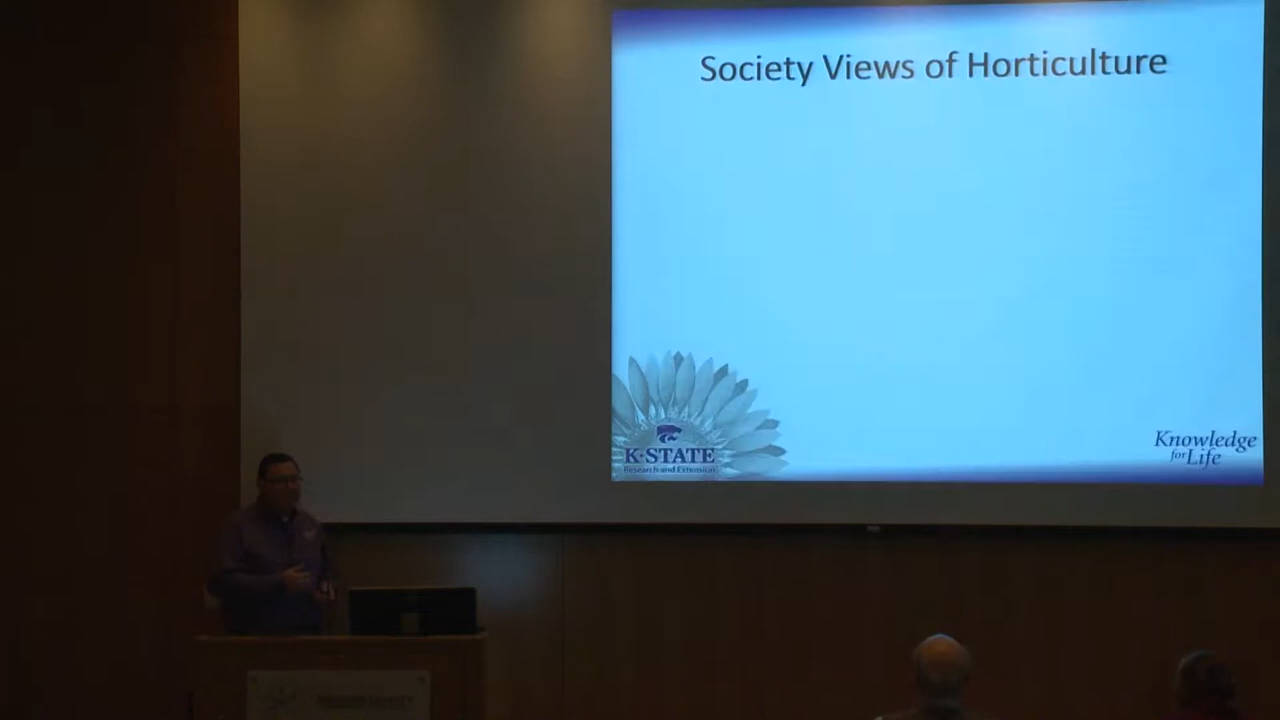 Society Views of Horticulture
K-STATE
Research and Extension
Knowledge
for Life